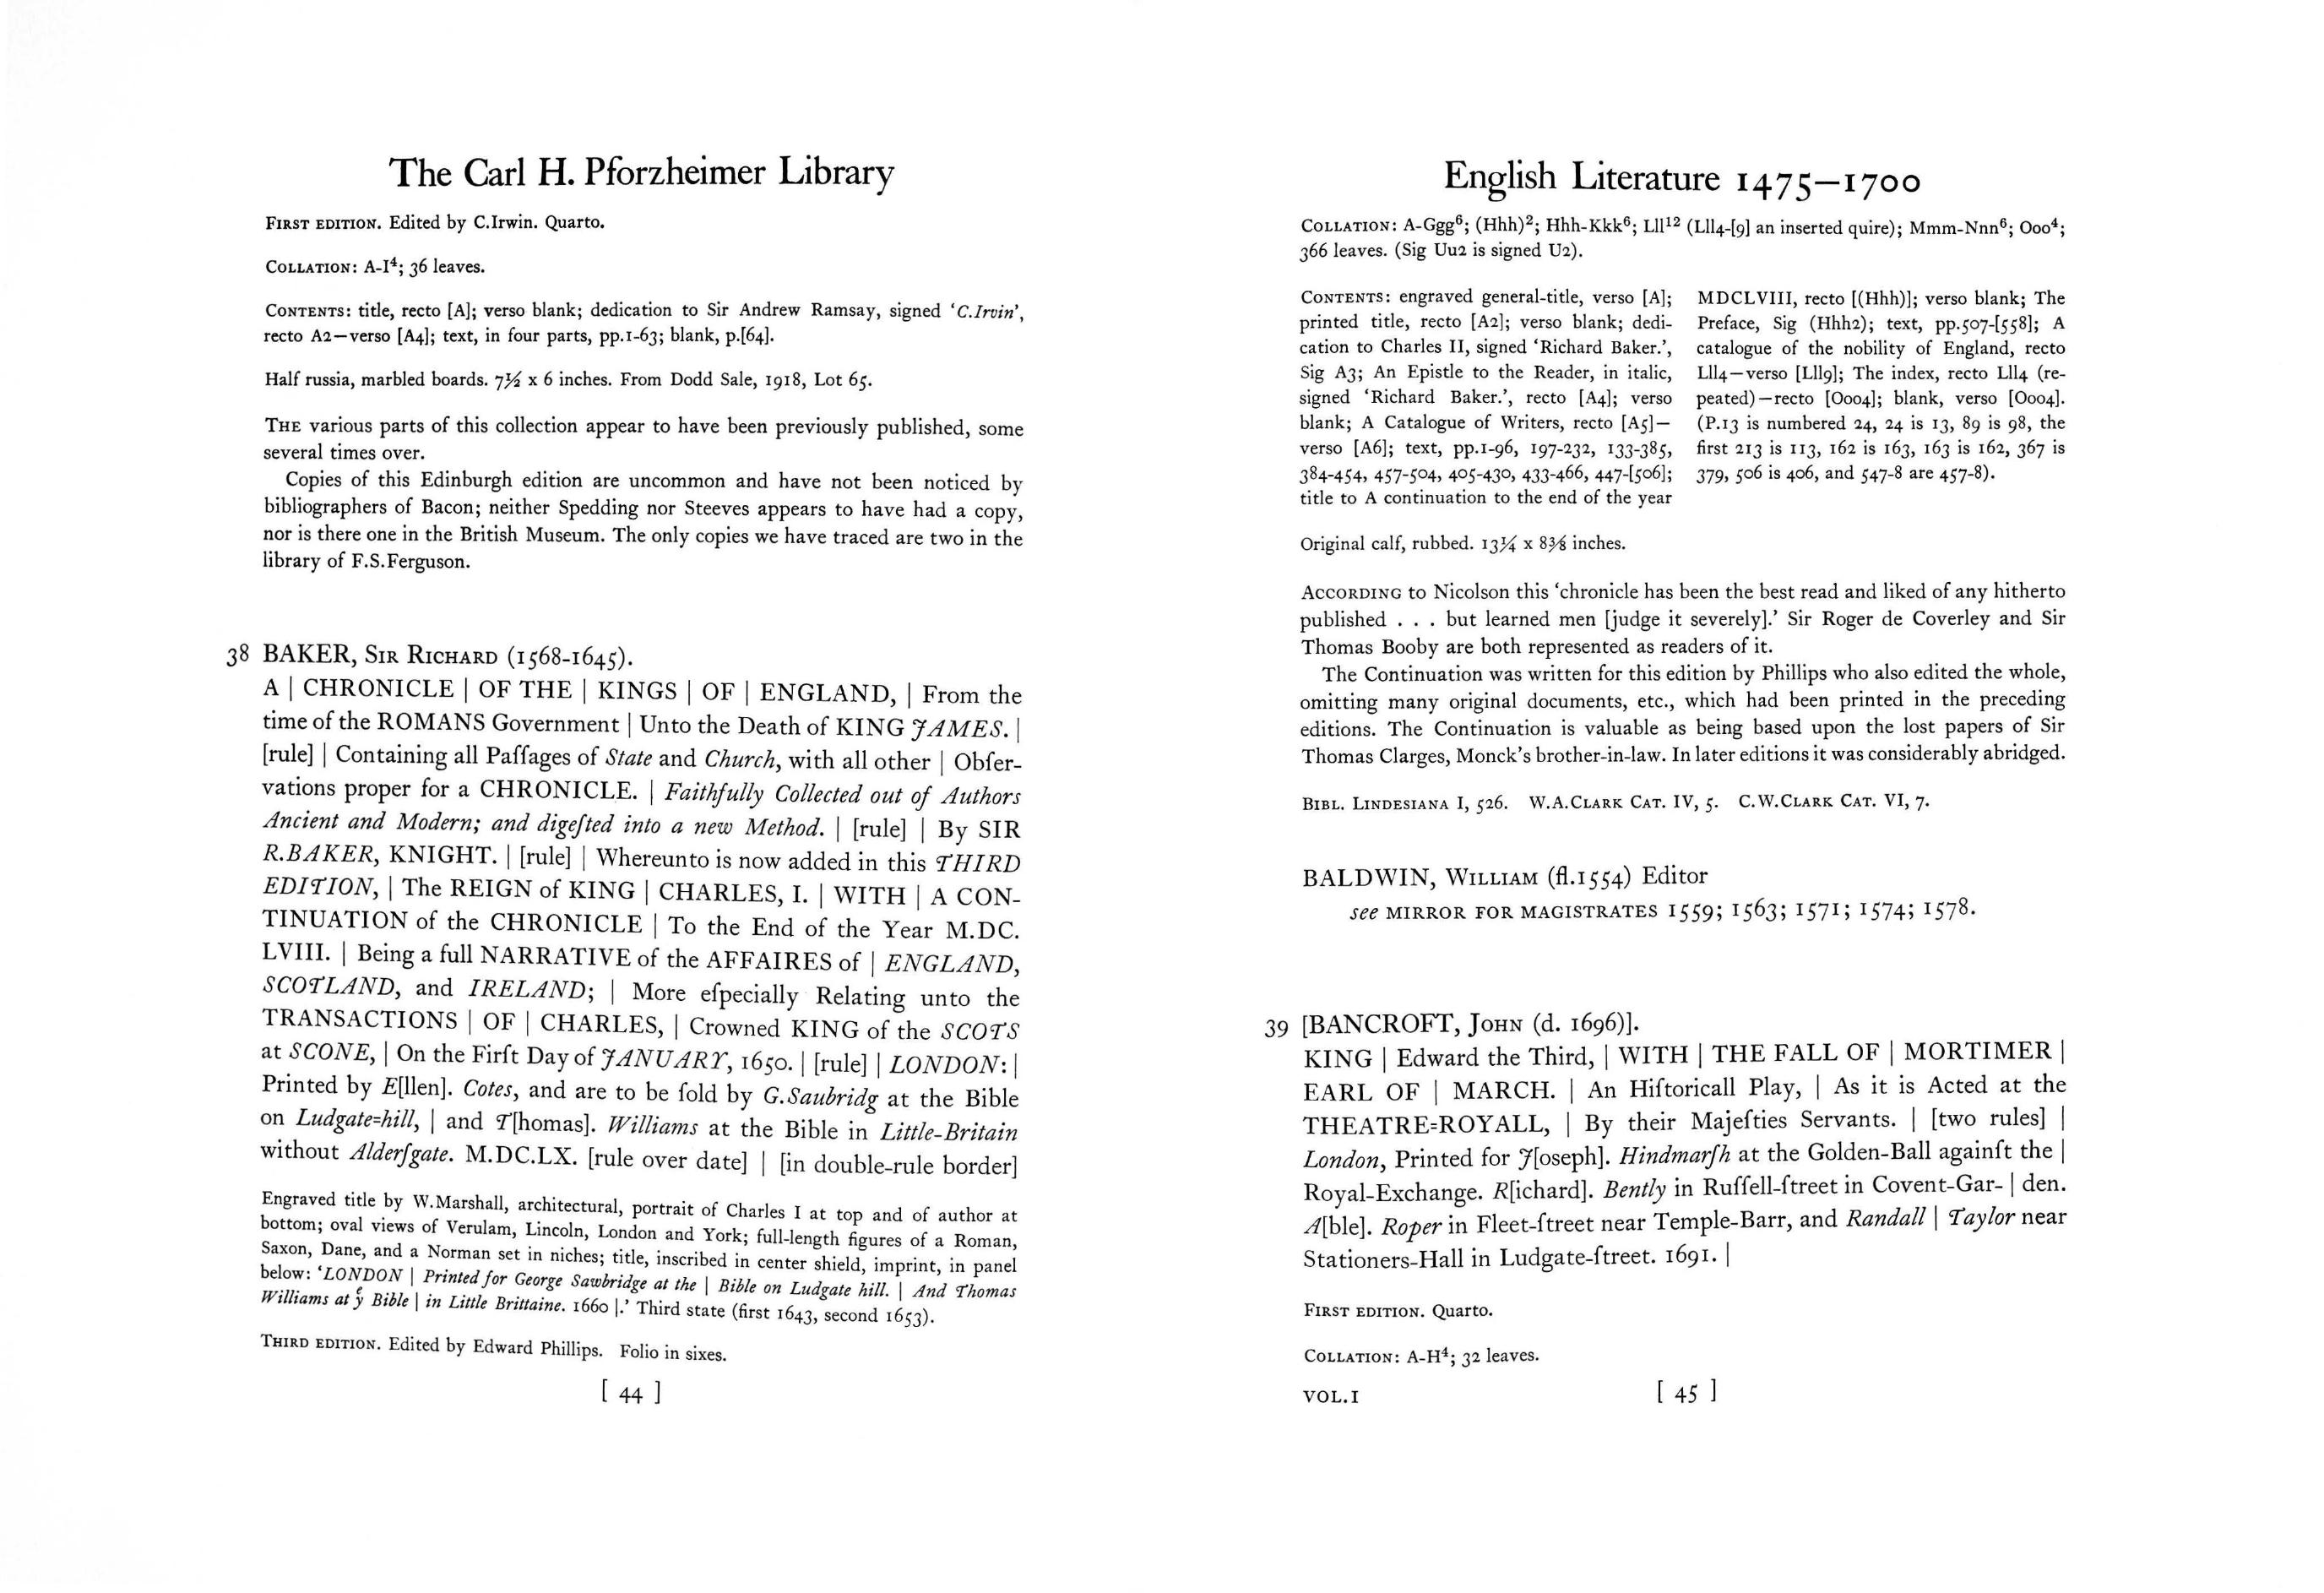 The Carl H. Pforzheimer Library
FIRST EDITION. Edited by C.Irwin. Quarto.
COLLATION: A-I⁴; 36 leaves.
CONTENTS: title, recto [A]; verso blank; dedication to Sir Andrew Ramsay, signed ‘C.Irvin’,
recto A2—verso [A4]; text, in four parts, pp.1-63; blank, p.[64].
Half russia, marbled boards. 7½ x 6 inches. From Dodd Sale, 1918, Lot 65.
THE various parts of this collection appear to have been previously published, some
several times over.
Copies of this Edinburgh edition are uncommon and have not been noticed by
bibliographers of Bacon; neither Spedding nor Steeves appears to have had a copy,
nor is there one in the British Museum. The only copies we have traced are two in the
library of F.S.Ferguson.
38 BAKER, SIR RICHARD (1568-1645).
A | CHRONICLE | OF THE | KINGS | OF | ENGLAND, | From the
time of the ROMANS Government | Unto the Death of KING JAMES. |
[rule] | Containing all Paſſages of State and Church, with all other | Obſer-
vations proper for a CHRONICLE. | Faithfully Collected out of Authors
Ancient and Modern; and digeſted into a new Method. | [rule] | By SIR
R.BAKER, KNIGHT. | [rule] | Whereunto is now added in this THIRD
EDITION, | The REIGN of KING | CHARLES, I. | WITH | A CON-
TINUATION of the CHRONICLE | To the End of the Year M.DC.
LVIII. | Being a full NARRATIVE of the AFFAIRES of | ENGLAND,
SCOTLAND, and IRELAND; | More eſpecially Relating unto the
TRANSACTIONS | OF | CHARLES, | Crowned KING of the SCOTS
at SCONE, | On the Firſt Day of JANUARY, 1650. | [rule] | LONDON: |
Printed by E[llen]. Cotes, and are to be ſold by G.Saubridg at the Bible
on Ludgate=hill, | and T[homas]. Williams at the Bible in Little-Britain
without Alderſgate. M.DC.LX. [rule over date] | [in double-rule border]
Engraved title by W.Marshall, architectural, portrait of Charles I at top and of author at
bottom; oval views of Verulam, Lincoln, London and York; full-length figures of a Roman,
Saxon, Dane, and a Norman set in niches; title, inscribed in center shield, imprint, in panel
below: ‘LONDON | Printed for George Sawbridge at the | Bible on Ludgate hill. | And Thomas
Williams at yͤ Bible | in Little Brittaine. 1660 |.’ Third state (first 1643, second 1653).
THIRD EDITION. Edited by Edward Phillips. Folio in sixes.
[ 44 ]
English Literature 1475—1700
COLLATION: A-Ggg⁶; (Hhh)²; Hhh-Kkk⁶; Lll¹² (Lll4-[9] an inserted quire); Mmm-Nnn⁶; Ooo⁴;
366 leaves. (Sig Uu2 is signed U2).
CONTENTS: engraved general-title, verso [A];
printed title, recto [A2]; verso blank; dedi-
cation to Charles II, signed ‘Richard Baker.’,
Sig A3; An Epistle to the Reader, in italic,
signed ‘Richard Baker.’, recto [A4]; verso
blank; A Catalogue of Writers, recto [A5]—
verso [A6]; text, pp.1-96, 197-232, 133-385,
384-454, 457-504, 405-430, 433-466, 447-[506];
title to A continuation to the end of the year
MDCLVIII, recto [(Hhh)]; verso blank; The
Preface, Sig (Hhh2); text, pp.507-[558]; A
catalogue of the nobility of England, recto
Lll4—verso [Lll9]; The index, recto Lll4 (re-
peated)—recto [Ooo4]; blank, verso [Ooo4].
(P.13 is numbered 24, 24 is 13, 89 is 98, the
first 213 is 113, 162 is 163, 163 is 162, 367 is
379, 506 is 406, and 547-8 are 457-8).
Original calf, rubbed. 13¼ x 8⅜ inches.
ACCORDING to Nicolson this ‘chronicle has been the best read and liked of any hitherto
published . . . but learned men [judge it severely].’ Sir Roger de Coverley and Sir
Thomas Booby are both represented as readers of it.
The Continuation was written for this edition by Phillips who also edited the whole,
omitting many original documents, etc., which had been printed in the preceding
editions. The Continuation is valuable as being based upon the lost papers of Sir
Thomas Clarges, Monck’s brother-in-law. In later editions it was considerably abridged.
BIBL. LINDESIANA I, 526. W.A.CLARK CAT. IV, 5. C.W.CLARK CAT. VI, 7.
BALDWIN, WILLIAM (fl.1554) Editor
see MIRROR FOR MAGISTRATES 1559; 1563; 1571; 1574; 1578.
39 [BANCROFT, JOHN (d. 1696)].
KING | Edward the Third, | WITH | THE FALL OF | MORTIMER |
EARL OF | MARCH. | An Hiſtoricall Play, | As it is Acted at the
THEATRE=ROYALL, | By their Majeſties Servants. | [two rules] |
London, Printed for J[oseph]. Hindmarſh at the Golden-Ball againſt the |
Royal-Exchange. R[ichard]. Bently in Ruſſell-ſtreet in Covent-Gar- | den.
A[ble]. Roper in Fleet-ſtreet near Temple-Barr, and Randall | Taylor near
Stationers-Hall in Ludgate-ſtreet. 1691. |
FIRST EDITION. Quarto.
COLLATION: A-H⁴; 32 leaves.
VOL.I
[ 45 ]